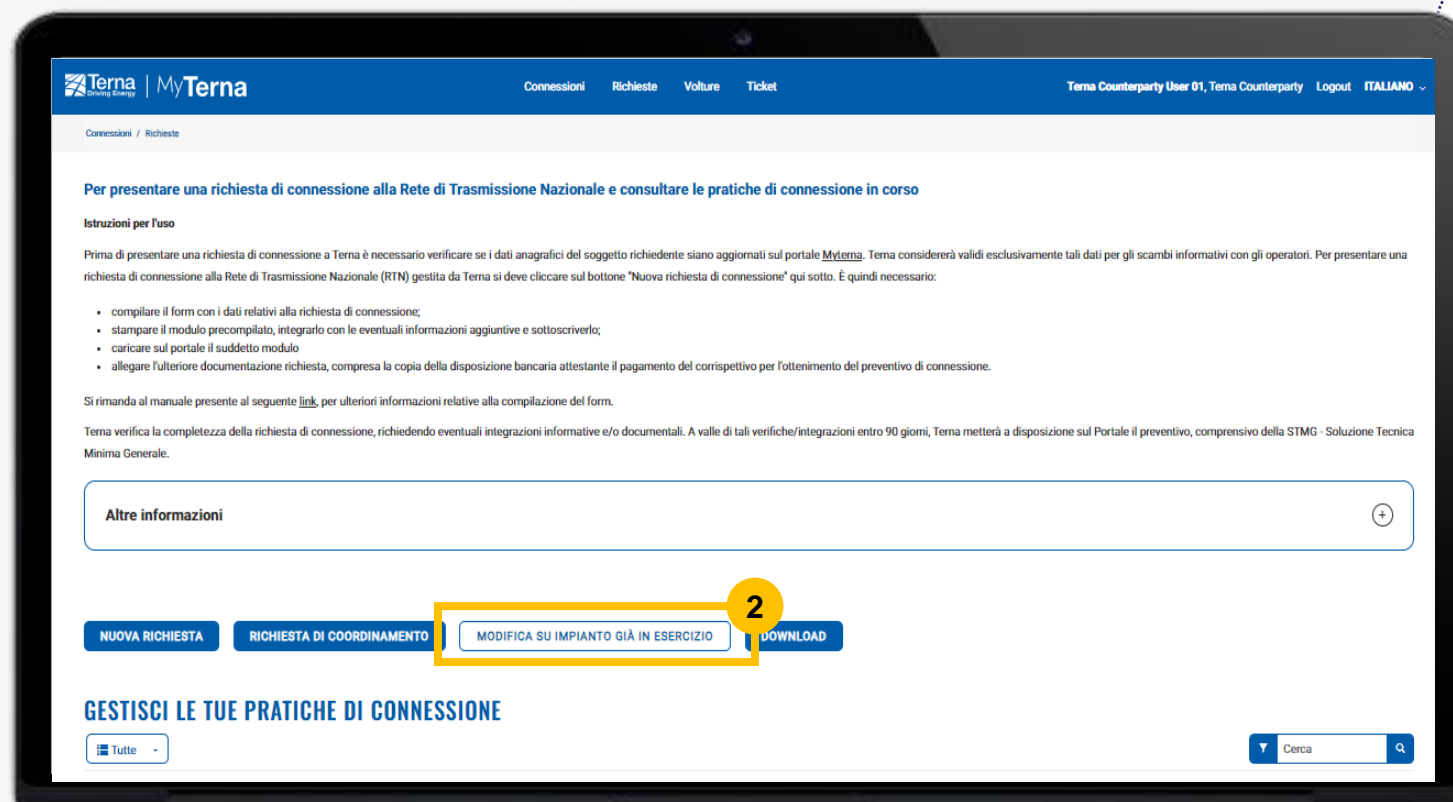 Terna | MyTerna
Driving Energy
Connessioni Richieste Volture Ticket
Terna Counterparty User 01, Terna Counterparty Logout ITALIANO
Connessioni / Richieste
Per presentare una richiesta di connessione alla Rete di Trasmissione Nazionale e consultare le pratiche di connessione in corso
Istruzioni per l'uso
Prima di presentare una richiesta di connessione a Terna è necessario verificare se i dati anagrafici del soggetto richiedente siano aggiornati sul portale Myterna. Terna considererà validi esclusivamente tali dati per gli scambi informativi con gli operatori. Per presentare una
richiesta di connessione alla Rete di Trasmissione Nazionale (RTN) gestita da Terna si deve cliccare sul bottone "Nuova richiesta di connessione" qui sotto. È quindi necessario:
• compilare il form con i dati relativi alla richiesta di connessione;
• stampare il modulo precompilato, integrarlo con le eventuali informazioni aggiuntive e sottoscriverlo;
• caricare sul portale il suddetto modulo
• allegare l'ulteriore documentazione richiesta, compresa la copia della disposizione bancaria attestante il pagamento del corrispettivo per l'ottenimento del preventivo di connessione.
Si rimanda al manuale presente al seguente link, per ulteriori informazioni relative alla compilazione del form.
Terna verifica la completezza della richiesta di connessione, richiedendo eventuali integrazioni informative e/o documentali. A valle di tali verifiche/integrazioni entro 90 giorni, Terna metterà a disposizione sul Portale il preventivo, comprensivo della STMG - Soluzione Tecnica
Minima Generale.
Altre informazioni
2
NUOVA RICHIESTA RICHIESTA DI COORDINAMENTO MODIFICA SU IMPIANTO GIÀ IN ESERCIZIO DOWNLOAD
GESTISCI LE TUE PRATICHE DI CONNESSIONE
Tutte
Cerca